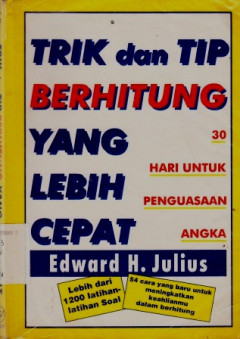 TRIK dan TIP
BERHITUNG
YANG
LEBIH
CEPAT
30
HARI UNTUK
PENGUASAAN
ANGKA
Edward H. Julius
Lebih dari
1200 latihan-
latihan Soal
54 cara yang baru untuk
meningkatkan
keahlianmu
dalam berhitung